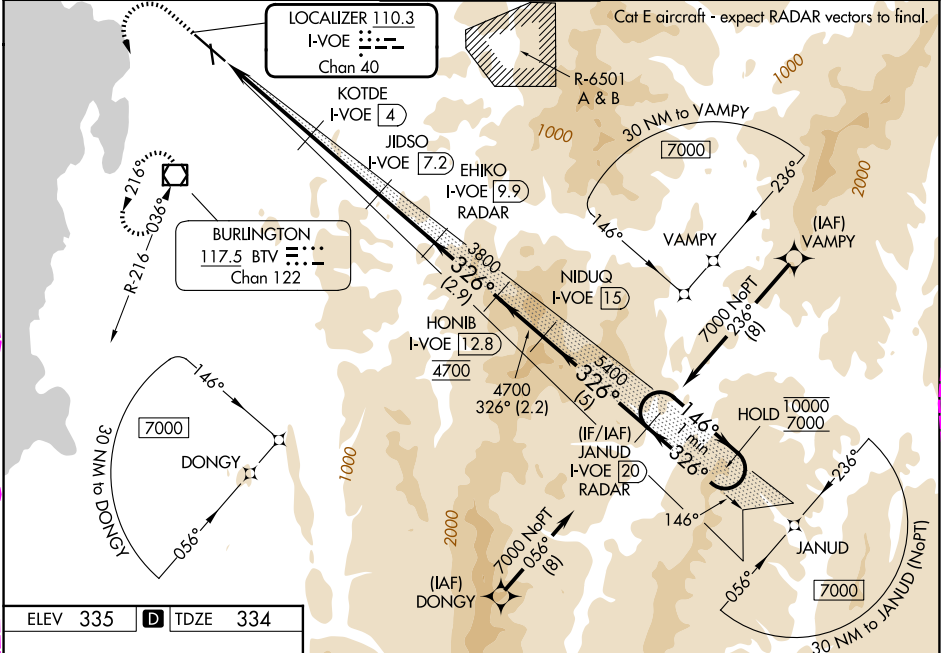 LOCALIZER 110.3
I-VOE
Chan 40
Cat E aircraft - expect RADAR vectors to final.
R-6501
A & B
1000
1000
2000
KOTDE
I-VOE 4
JIDSO
I-VOE 7.2
EHIKO
I-VOE 9.9
RADAR
30 NM to VAMPY
7000
236°
146°
VAMPY
(IAF)
VAMPY
7000 NoPT
236°
(8)
216°
036°
R-216
BURLINGTON
117.5 BTV
Chan 122
3800
326°
(2.9)
NIDUQ
I-VOE 15
HONIB
I-VOE 12.8
4700
4700
326° (2.2)
5400
326°
(5)
146°
1 min
326°
HOLD 10000
7000
(IF/IAF)
JANUD
I-VOE 20
RADAR
146°
146°
7000
DONGY
056°
30 NM to DONGY
1000
2000
7000 NoPT
056°
(8)
(IAF)
DONGY
236°
JANUD
056°
7000
30 NM to JANUD (NoPT)
ELEV 335 D TDZE 334